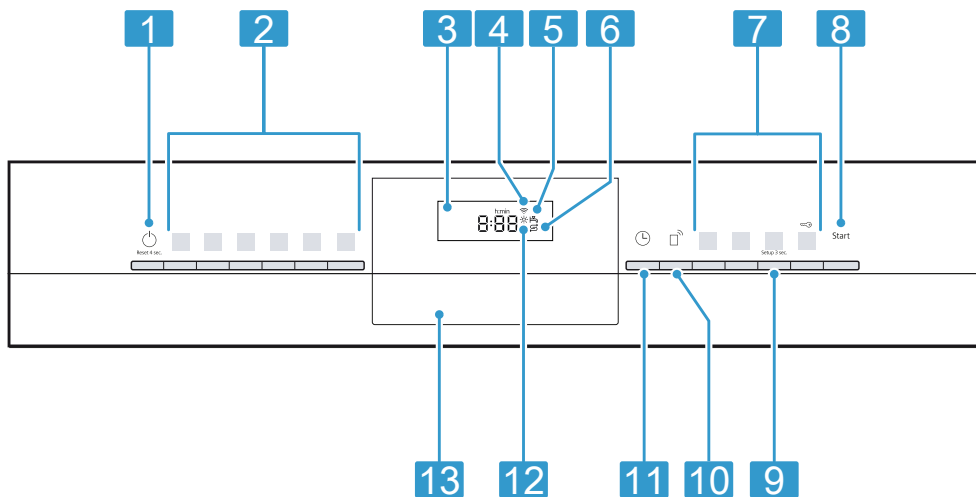 1 2 3 4 5 6 7 8
h:min
8:88
Reset 4 sec.
Start
Setup 3 sec.
13 12 11 10 9